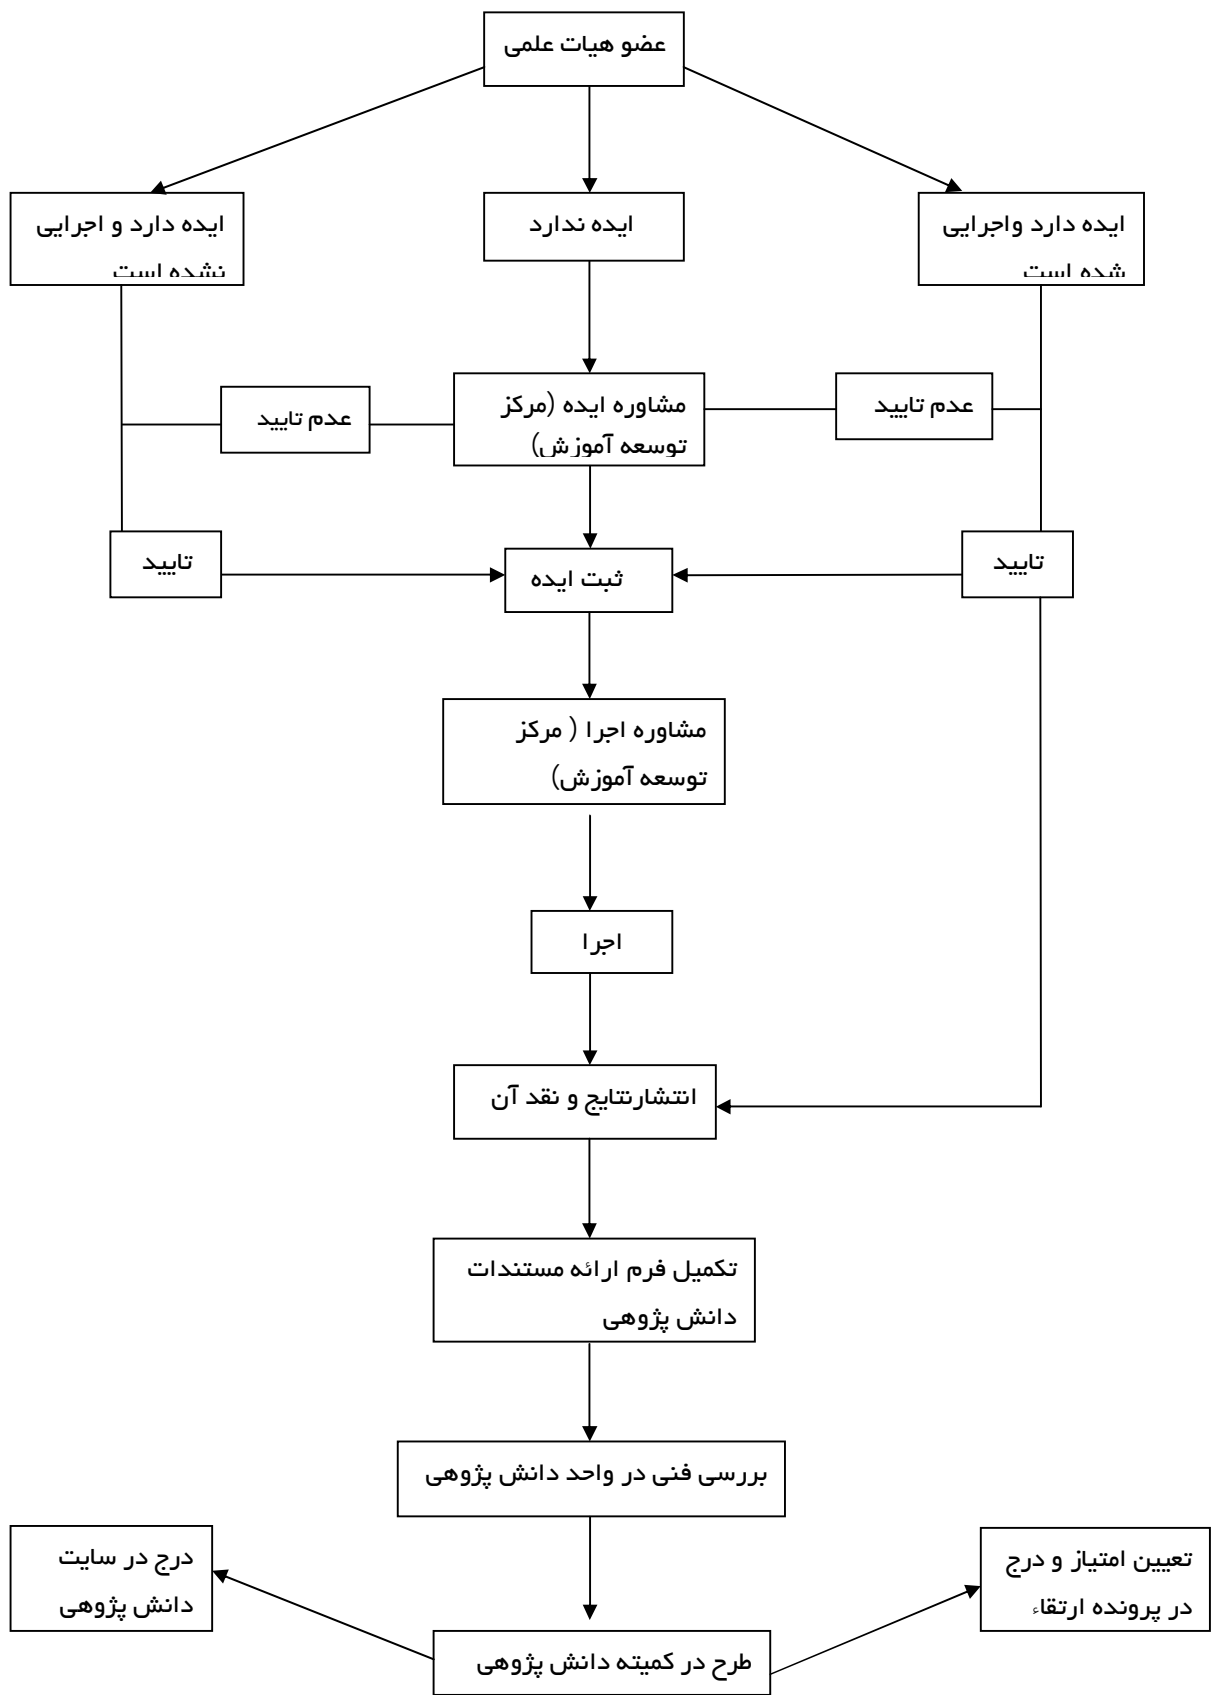 عضو هیات علمی
ایده دارد واجرایی
شده است
ایده ندارد
ایده دارد و اجرایی
نشده است
عدم تایید
مشاوره ایده (مرکز
توسعه آموزش)
عدم تایید
تایید
ثبت ایده
تایید
مشاوره اجرا ( مرکز
توسعه آموزش)
اجرا
انتشارنتایج و نقد آن
تکمیل فرم ارائه مستندات
دانش پژوهی
بررسی فنی در واحد دانش پژوهی
تعیین امتیاز و درج
در پرونده ارتقاء
درج در سایت
دانش پژوهی
طرح در کمیته دانش پژوهی